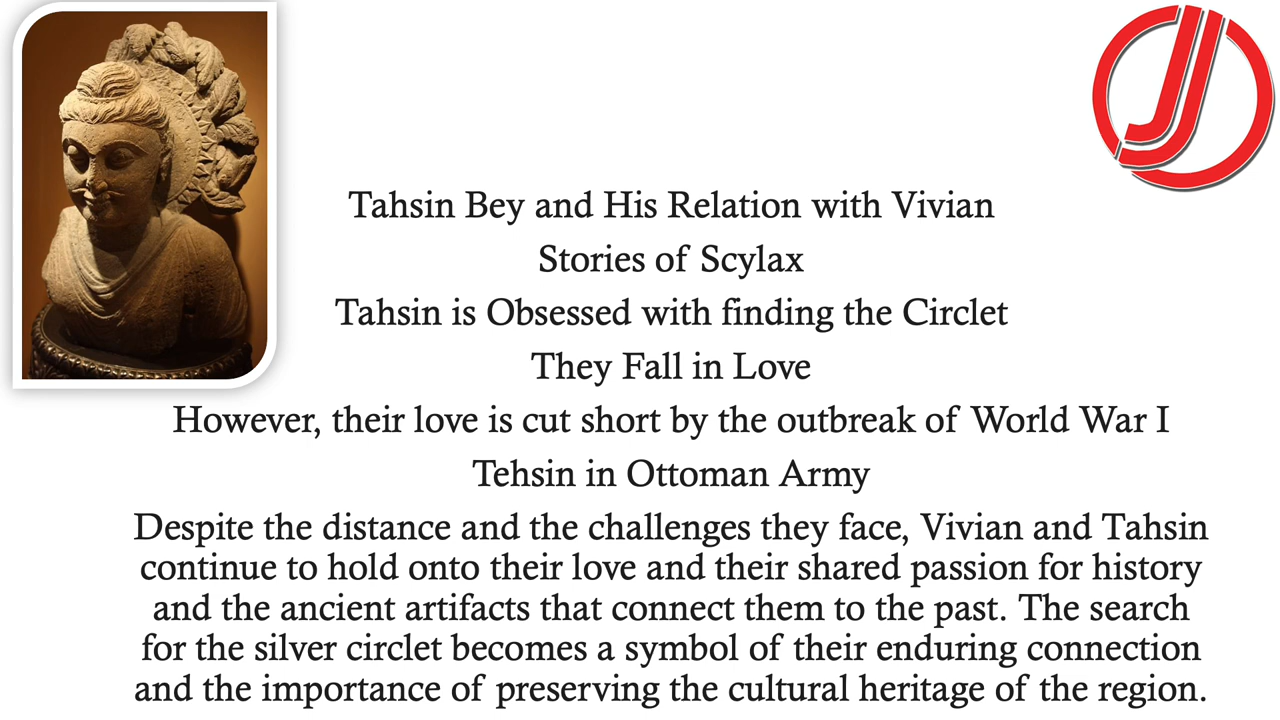 Tahsin Bey and His Relation with Vivian
Stories of Scylax
Tahsin is Obsessed with finding the Circlet
They Fall in Love
However, their love is cut short by the outbreak of World War I
Tehsin in Ottoman Army
Despite the distance and the challenges they face, Vivian and Tahsin
continue to hold onto their love and their shared passion for history
and the ancient artifacts that connect them to the past. The search
for the silver circlet becomes a symbol of their enduring connection
and the importance of preserving the cultural heritage of the region.